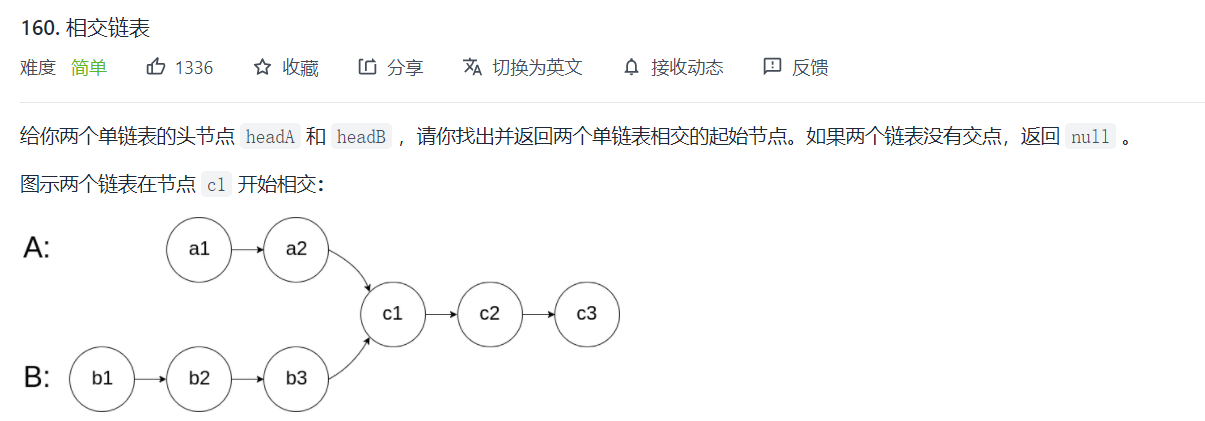 160. 相交链表
难度 简单 1336 收藏 分享 切换为英文 接收动态 反馈
给你两个单链表的头节点 headA 和 headB ，请你找出并返回两个单链表相交的起始节点。如果两个链表没有交点，返回 null 。
图示两个链表在节点 c1 开始相交：
A: a1 a2
c1 c2 c3
B: b1 b2 b3